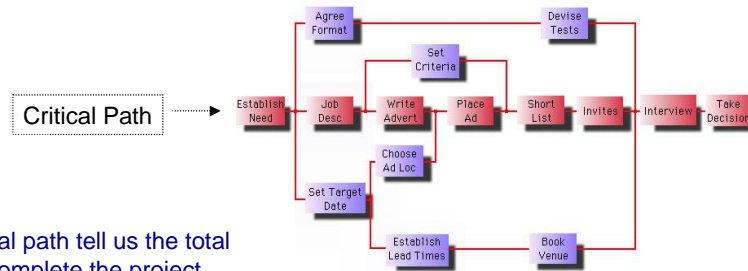 Agree
Format
Devise
Tests
Set
Criteria
Critical Path
Establish
Need
Job
Desc
Write
Advert
Place
Ad
Short
List
Invites
Interview
Take
Decision
Choose
Ad Loc
Set Target
Date
Establish
Lead Times
Book
Venue
al path tell us the total
omplete the project